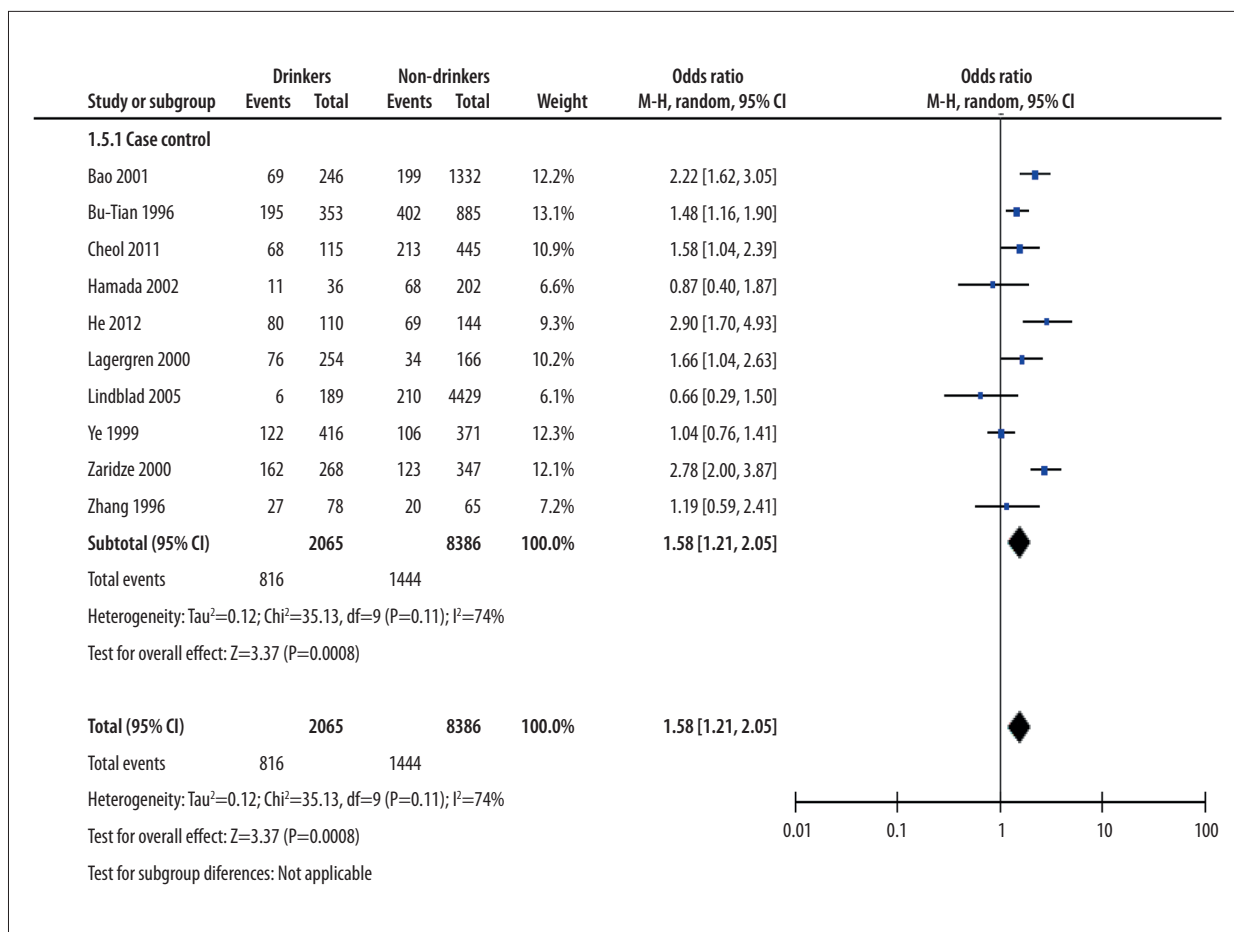 Drinkers Non-drinkers Odds ratio Odds ratio
Study or subgroup Events Total Events Total Weight M-H, random, 95% CI M-H, random, 95% CI
1.5.1 Case control
Bao 2001 69 246 199 1332 12.2% 2.22 [1.62, 3.05]
Bu-Tian 1996 195 353 402 885 13.1% 1.48 [1.16, 1.90]
Cheol 2011 68 115 213 445 10.9% 1.58 [1.04, 2.39]
Hamada 2002 11 36 68 202 6.6% 0.87 [0.40, 1.87]
He 2012 80 110 69 144 9.3% 2.90 [1.70, 4.93]
Lagergren 2000 76 254 34 166 10.2% 1.66 [1.04, 2.63]
Lindblad 2005 6 189 210 4429 6.1% 0.66 [0.29, 1.50]
Ye 1999 122 416 106 371 12.3% 1.04 [0.76, 1.41]
Zaridze 2000 162 268 123 347 12.1% 2.78 [2.00, 3.87]
Zhang 1996 27 78 20 65 7.2% 1.19 [0.59, 2.41]
Subtotal (95% CI) 2065 8386 100.0% 1.58 [1.21, 2.05]
Total events 816 1444
Heterogeneity: Tau²=0.12; Chi²=35.13, df=9 (P=0.11); I²=74%
Test for overall effect: Z=3.37 (P=0.0008)
Total (95% CI) 2065 8386 100.0% 1.58 [1.21, 2.05]
Total events 816 1444
Heterogeneity: Tau²=0.12; Chi²=35.13, df=9 (P=0.11); I²=74%
Test for overall effect: Z=3.37 (P=0.0008)
Test for subgroup diferences: Not applicable
0.01 0.1 1 10 100